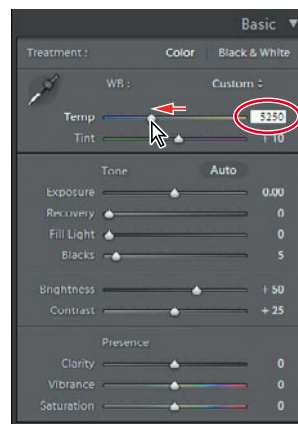 Basic
Treatment : Color Black & White
WB : Custom
Temp 5250
Tint + 10
Tone Auto
Exposure 0.00
Recovery 0
Fill Light 0
Blacks 5
Brightness + 50
Contrast + 25
Presence
Clarity 0
Vibrance 0
Saturation 0